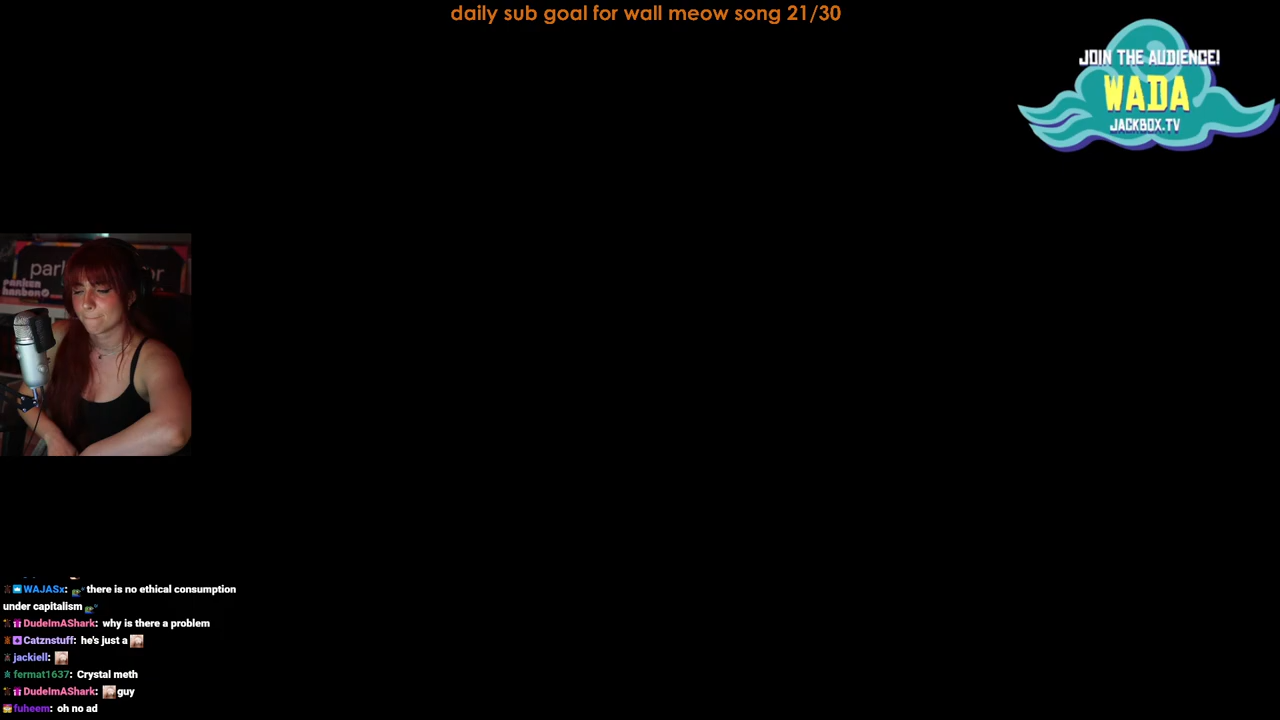 daily sub goal for wall meow song 21/30
JOIN THE AUDIENCE!
WADA
JACKBOX.TV
WAJASx: there is no ethical consumption
under capitalism
DudeImAShark: why is there a problem
Catznstuff: he's just a
jackiell:
fermat1637: Crystal meth
DudeImAShark: guy
fuheem: oh no ad